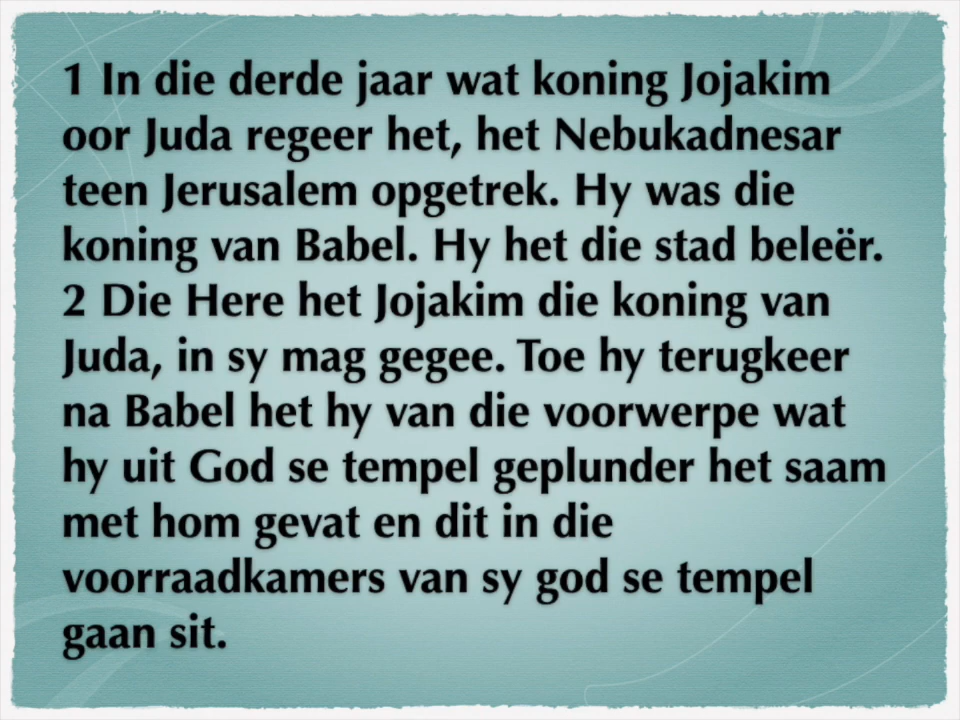 1 In die derde jaar wat koning Jojakim
oor Juda regeer het, het Nebukadnesar
teen Jerusalem opgetrek. Hy was die
koning van Babel. Hy het die stad beleër.
2 Die Here het Jojakim die koning van
Juda, in sy mag gegee. Toe hy terugkeer
na Babel het hy van die voorwerpe wat
hy uit God se tempel geplunder het saam
met hom gevat en dit in die
voorraadkamers van sy god se tempel
gaan sit.